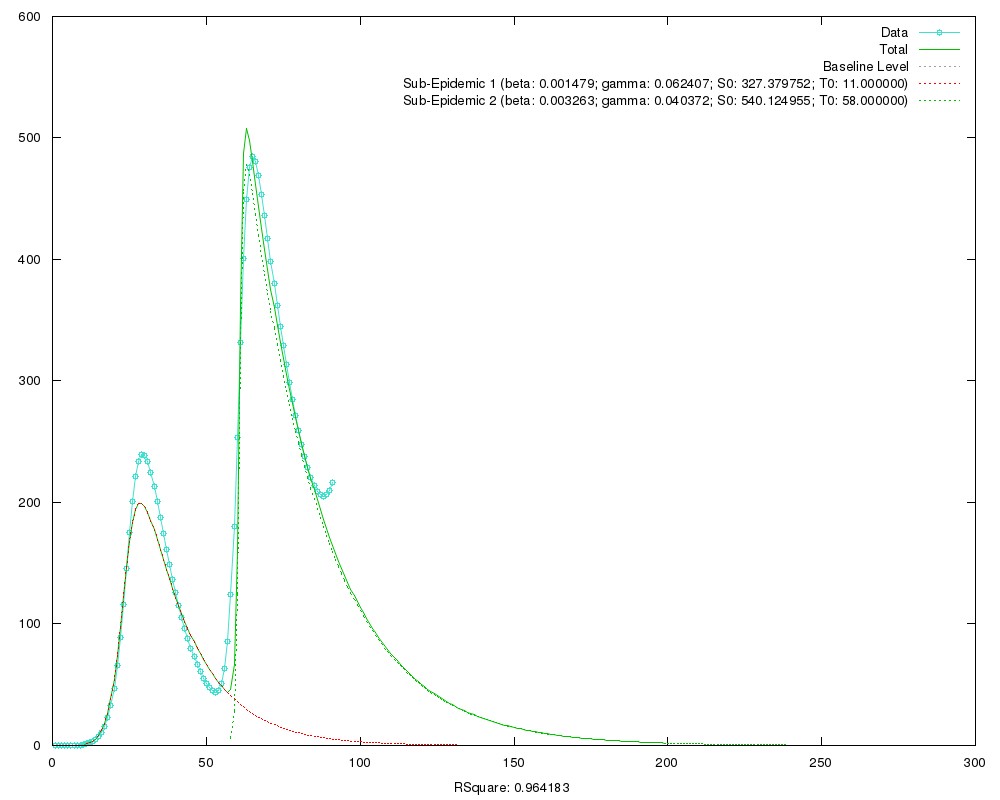 600
500
400
300
200
100
0
Data
Total
Baseline Level
Sub-Epidemic 1 (beta: 0.001479; gamma: 0.062407; S0: 327.379752; T0: 11.000000)
Sub-Epidemic 2 (beta: 0.003263; gamma: 0.040372; S0: 540.124955; T0: 58.000000)
0 50 100 150 200 250 300
RSquare: 0.964183